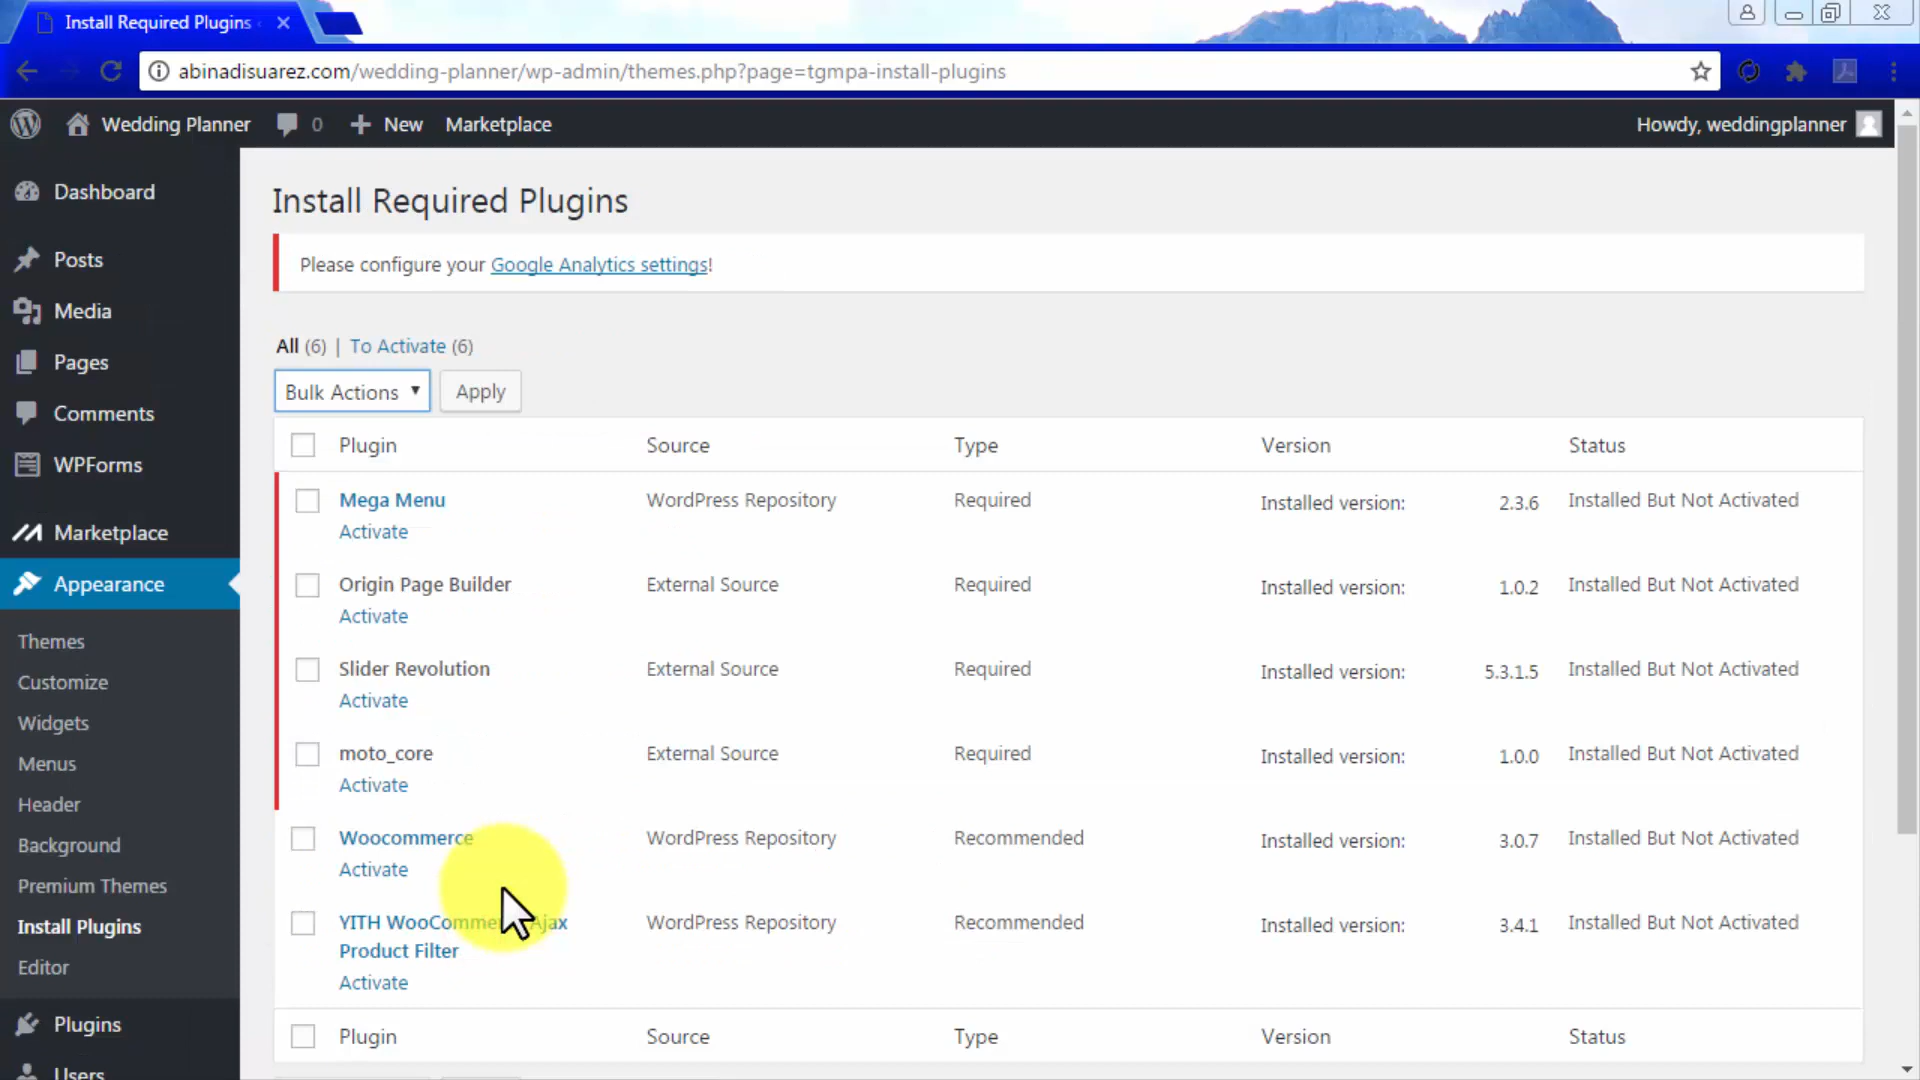 Install Required Plugins
abinadisuarez.com/wedding-planner/wp-admin/themes.php?page=tgmpa-install-plugins
Wedding Planner 0 + New Marketplace Howdy, weddingplanner
Dashboard
Posts
Media
Pages
Comments
WPForms
Marketplace
Appearance
Themes
Customize
Widgets
Menus
Header
Background
Premium Themes
Install Plugins
Editor
Plugins
Users
Install Required Plugins
Please configure your Google Analytics settings!
All (6) | To Activate (6)
Bulk Actions Apply
Plugin Source Type Version Status
Mega Menu WordPress Repository Required Installed version: 2.3.6 Installed But Not Activated
Activate
Origin Page Builder External Source Required Installed version: 1.0.2 Installed But Not Activated
Activate
Slider Revolution External Source Required Installed version: 5.3.1.5 Installed But Not Activated
Activate
moto_core External Source Required Installed version: 1.0.0 Installed But Not Activated
Activate
Woocommerce WordPress Repository Recommended Installed version: 3.0.7 Installed But Not Activated
Activate
YITH WooCommerce Ajax WordPress Repository Recommended Installed version: 3.4.1 Installed But Not Activated
Product Filter
Activate
Plugin Source Type Version Status